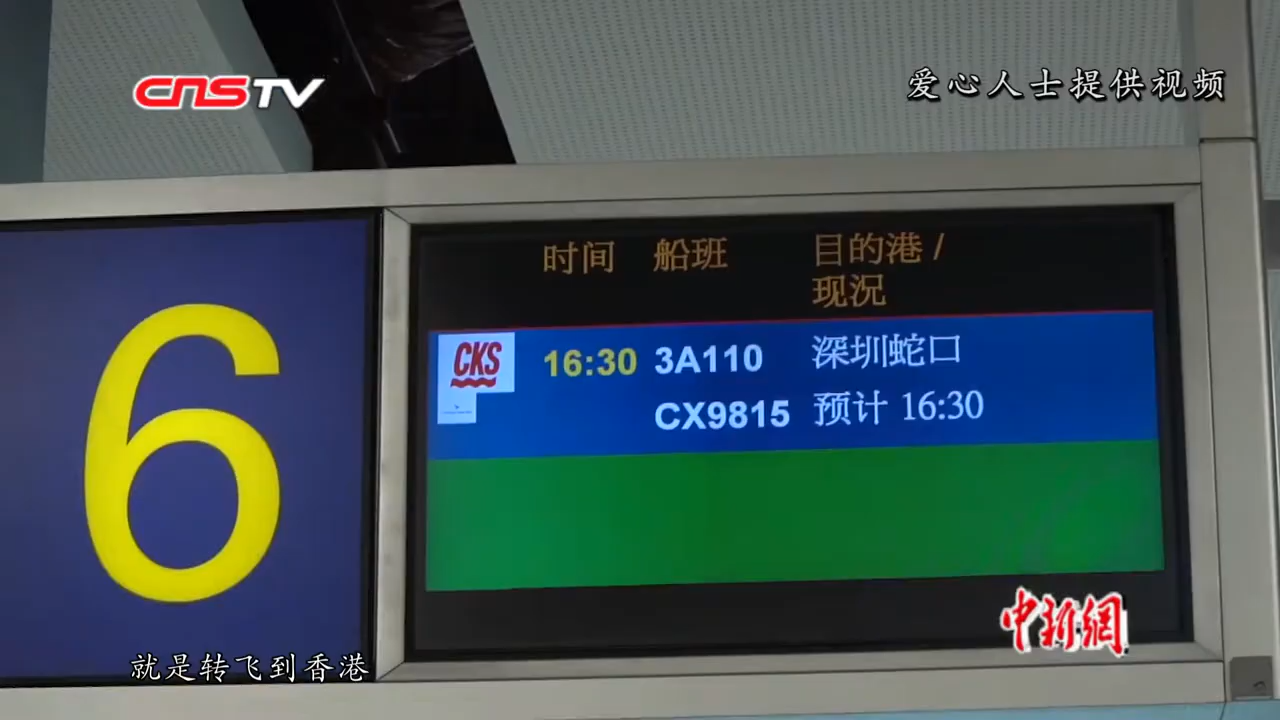 CNSTV
爱心人士提供视频
6
时间 船班 目的港 /
现况
CKS 16:30 3A110 深圳蛇口
CX9815 预计 16:30
中新網
就是转飞到香港